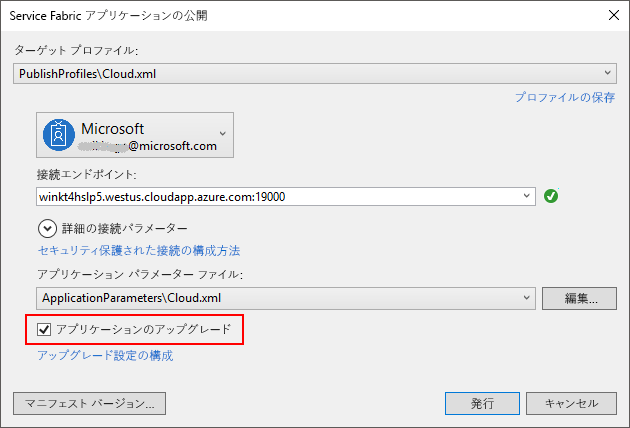 Service Fabric アプリケーションの公開
ターゲット プロファイル:
PublishProfiles\Cloud.xml
プロファイルの保存
Microsoft
@microsoft.com
接続エンドポイント:
winkt4hslp5.westus.cloudapp.azure.com:19000
詳細の接続パラメーター
セキュリティ保護された接続の構成方法
アプリケーション パラメーター ファイル:
ApplicationParameters\Cloud.xml
編集...
アプリケーションのアップグレード
アップグレード設定の構成
マニフェスト バージョン...
発行
キャンセル